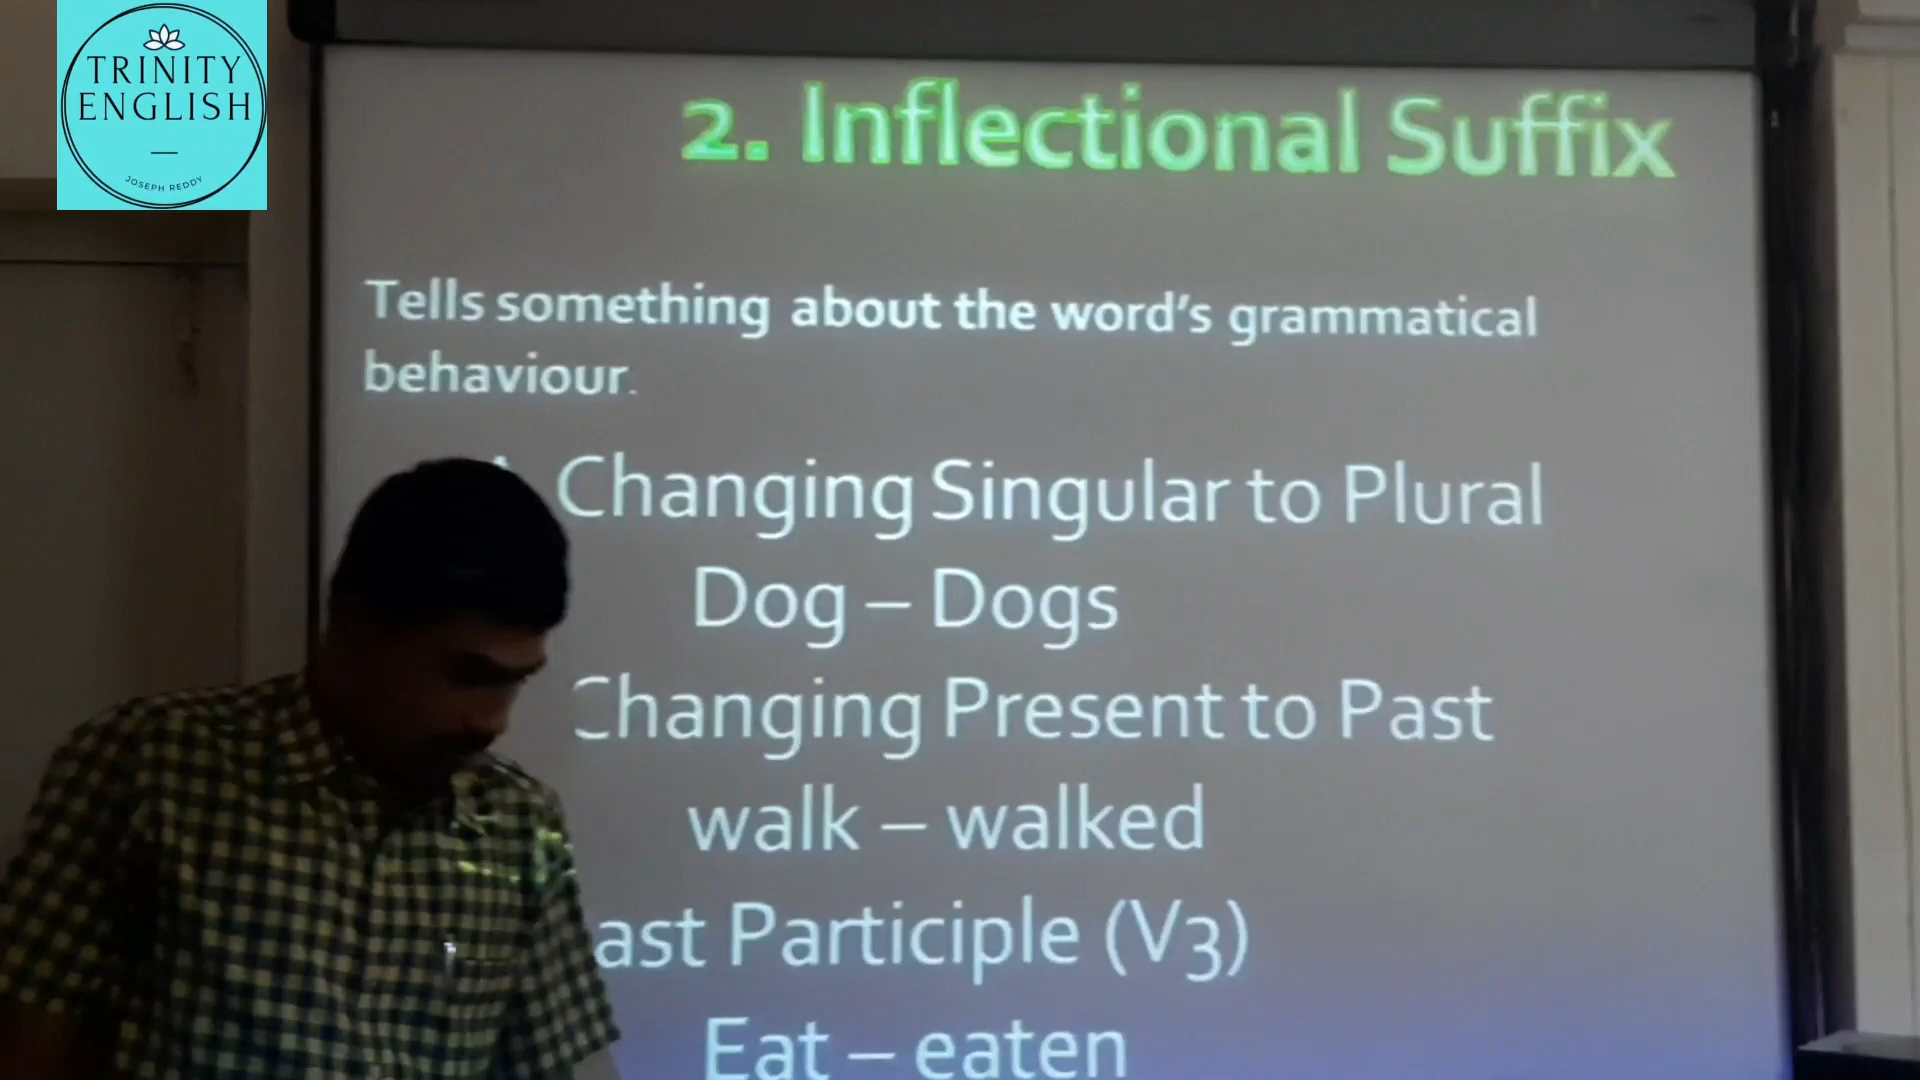 TRINITY
ENGLISH
JOSEPH REDDY
2. Inflectional Suffix
Tells something about the word's grammatical
behaviour.
Changing Singular to Plural
Dog – Dogs
Changing Present to Past
walk – walked
ast Participle (V3)
Eat – eaten